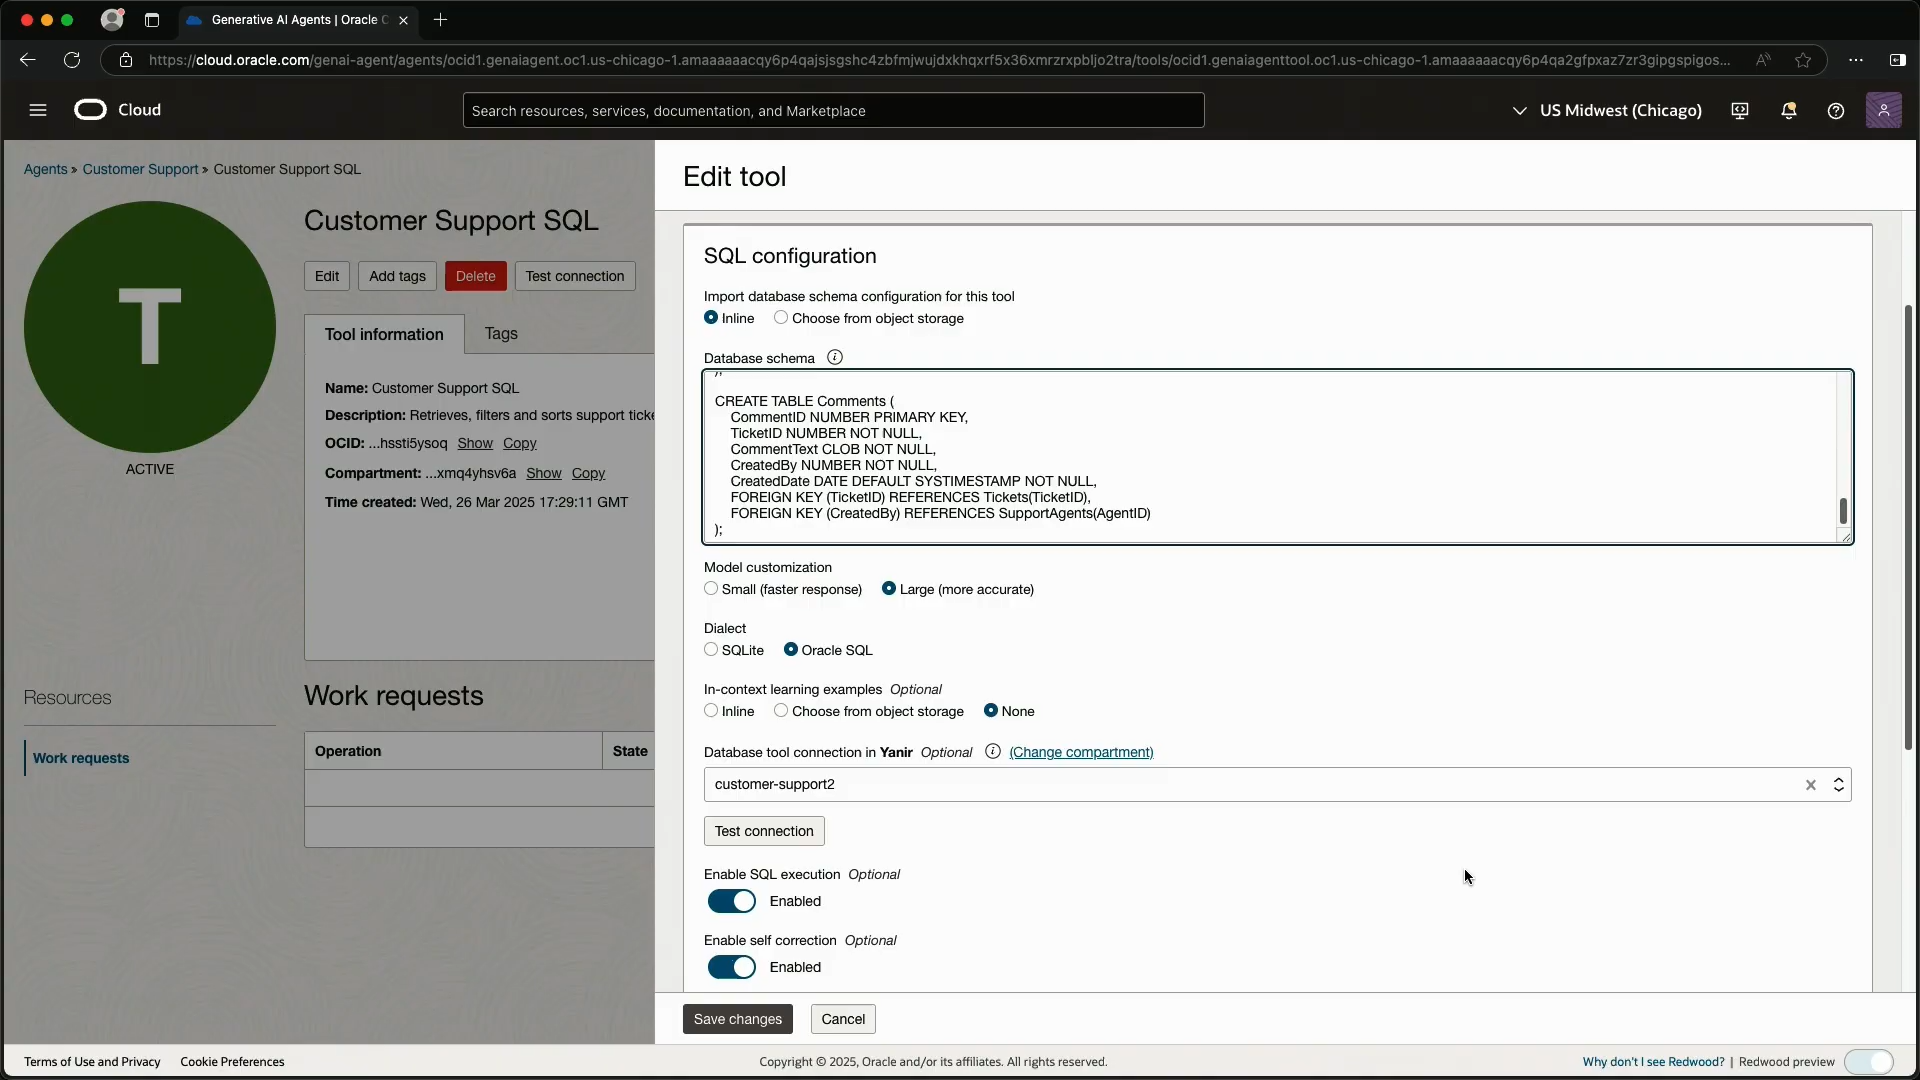 Generative AI Agents | Oracle C
https://cloud.oracle.com/genai-agent/agents/ocid1.genaiagent.oc1.us-chicago-1.amaaaaaacqy6p4qajsjsgshc4zbfmjwujdxkhqxrf5x36xmrzrxpbljo2tra/tools/ocid1.genaiagenttool.oc1.us-chicago-1.amaaaaaacqy6p4qa2gfpxaz7zr3gipgspigos...
Cloud
Search resources, services, documentation, and Marketplace
US Midwest (Chicago)
Agents » Customer Support » Customer Support SQL
T
ACTIVE
Customer Support SQL
Edit
Add tags
Delete
Test connection
Tool information
Tags
Name: Customer Support SQL
Description: Retrieves, filters and sorts support ticke
OCID: ...hssti5ysoq Show Copy
Compartment: ...xmq4yhsv6a Show Copy
Time created: Wed, 26 Mar 2025 17:29:11 GMT
Resources
Work requests
Work requests
Operation
State
Edit tool
SQL configuration
Import database schema configuration for this tool
Inline
Choose from object storage
Database schema
);
CREATE TABLE Comments (
CommentID NUMBER PRIMARY KEY,
TicketID NUMBER NOT NULL,
CommentText CLOB NOT NULL,
CreatedBy NUMBER NOT NULL,
CreatedDate DATE DEFAULT SYSTIMESTAMP NOT NULL,
FOREIGN KEY (TicketID) REFERENCES Tickets(TicketID),
FOREIGN KEY (CreatedBy) REFERENCES SupportAgents(AgentID)
);
Model customization
Small (faster response)
Large (more accurate)
Dialect
SQLite
Oracle SQL
In-context learning examples Optional
Inline
Choose from object storage
None
Database tool connection in Yanir Optional (Change compartment)
customer-support2
Test connection
Enable SQL execution Optional
Enabled
Enable self correction Optional
Enabled
Save changes
Cancel
Terms of Use and Privacy
Cookie Preferences
Copyright © 2025, Oracle and/or its affiliates. All rights reserved.
Why don't I see Redwood? | Redwood preview